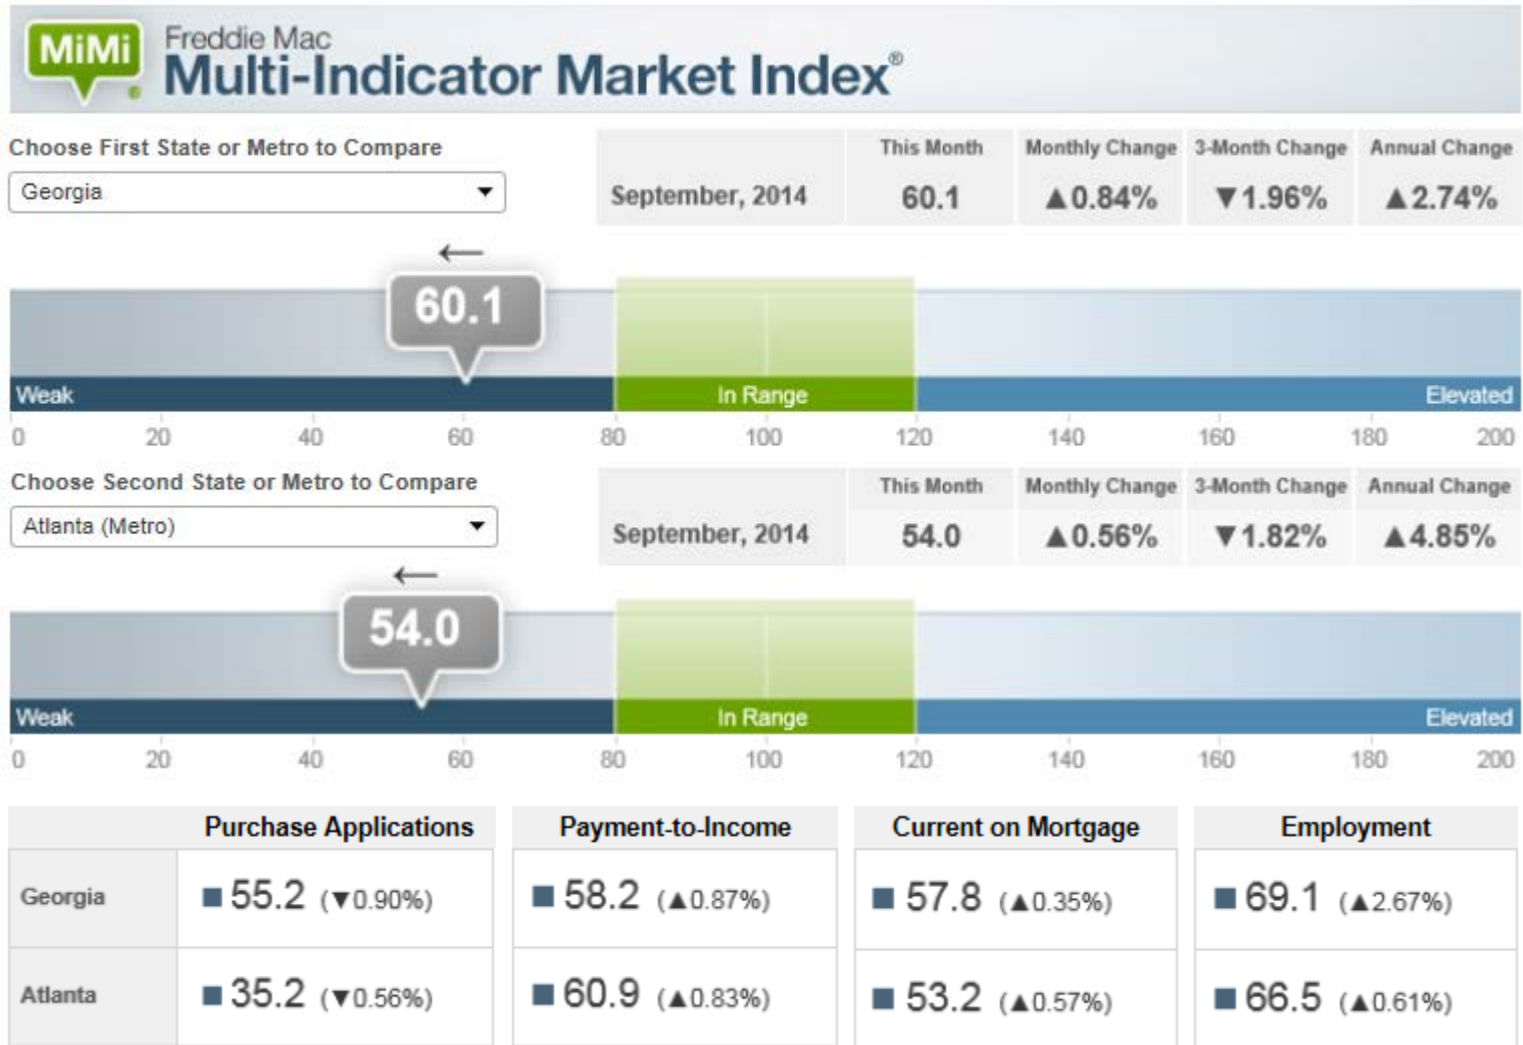 MiMi
Freddie Mac
Multi-Indicator Market Index®
Choose First State or Metro to Compare
Georgia
This Month Monthly Change 3-Month Change Annual Change
September, 2014 60.1 ▲0.84% ▼1.96% ▲2.74%
←
60.1
Weak In Range Elevated
0 20 40 60 80 100 120 140 160 180 200
Choose Second State or Metro to Compare
Atlanta (Metro)
This Month Monthly Change 3-Month Change Annual Change
September, 2014 54.0 ▲0.56% ▼1.82% ▲4.85%
←
54.0
Weak In Range Elevated
0 20 40 60 80 100 120 140 160 180 200
Purchase Applications Payment-to-Income Current on Mortgage Employment
Georgia ■ 55.2 (▼0.90%) ■ 58.2 (▲0.87%) ■ 57.8 (▲0.35%) ■ 69.1 (▲2.67%)
Atlanta ■ 35.2 (▼0.56%) ■ 60.9 (▲0.83%) ■ 53.2 (▲0.57%) ■ 66.5 (▲0.61%)